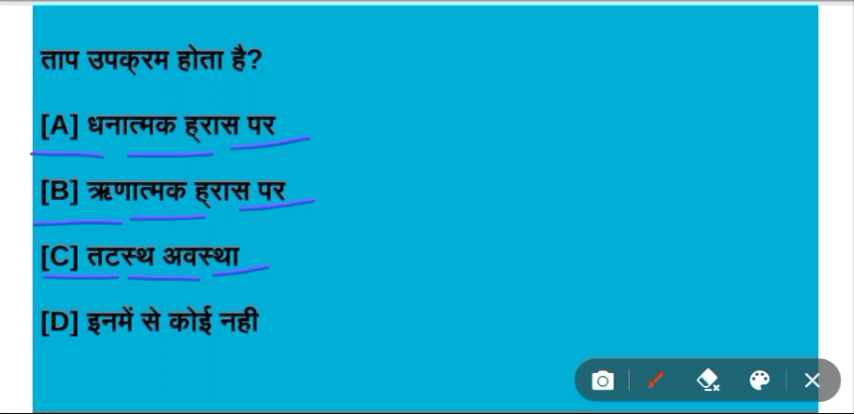 ताप उपक्रम होता है?
[A] धनात्मक ह्रास पर
[B] ऋणात्मक ह्रास पर
[C] तटस्थ अवस्था
[D] इनमें से कोई नही